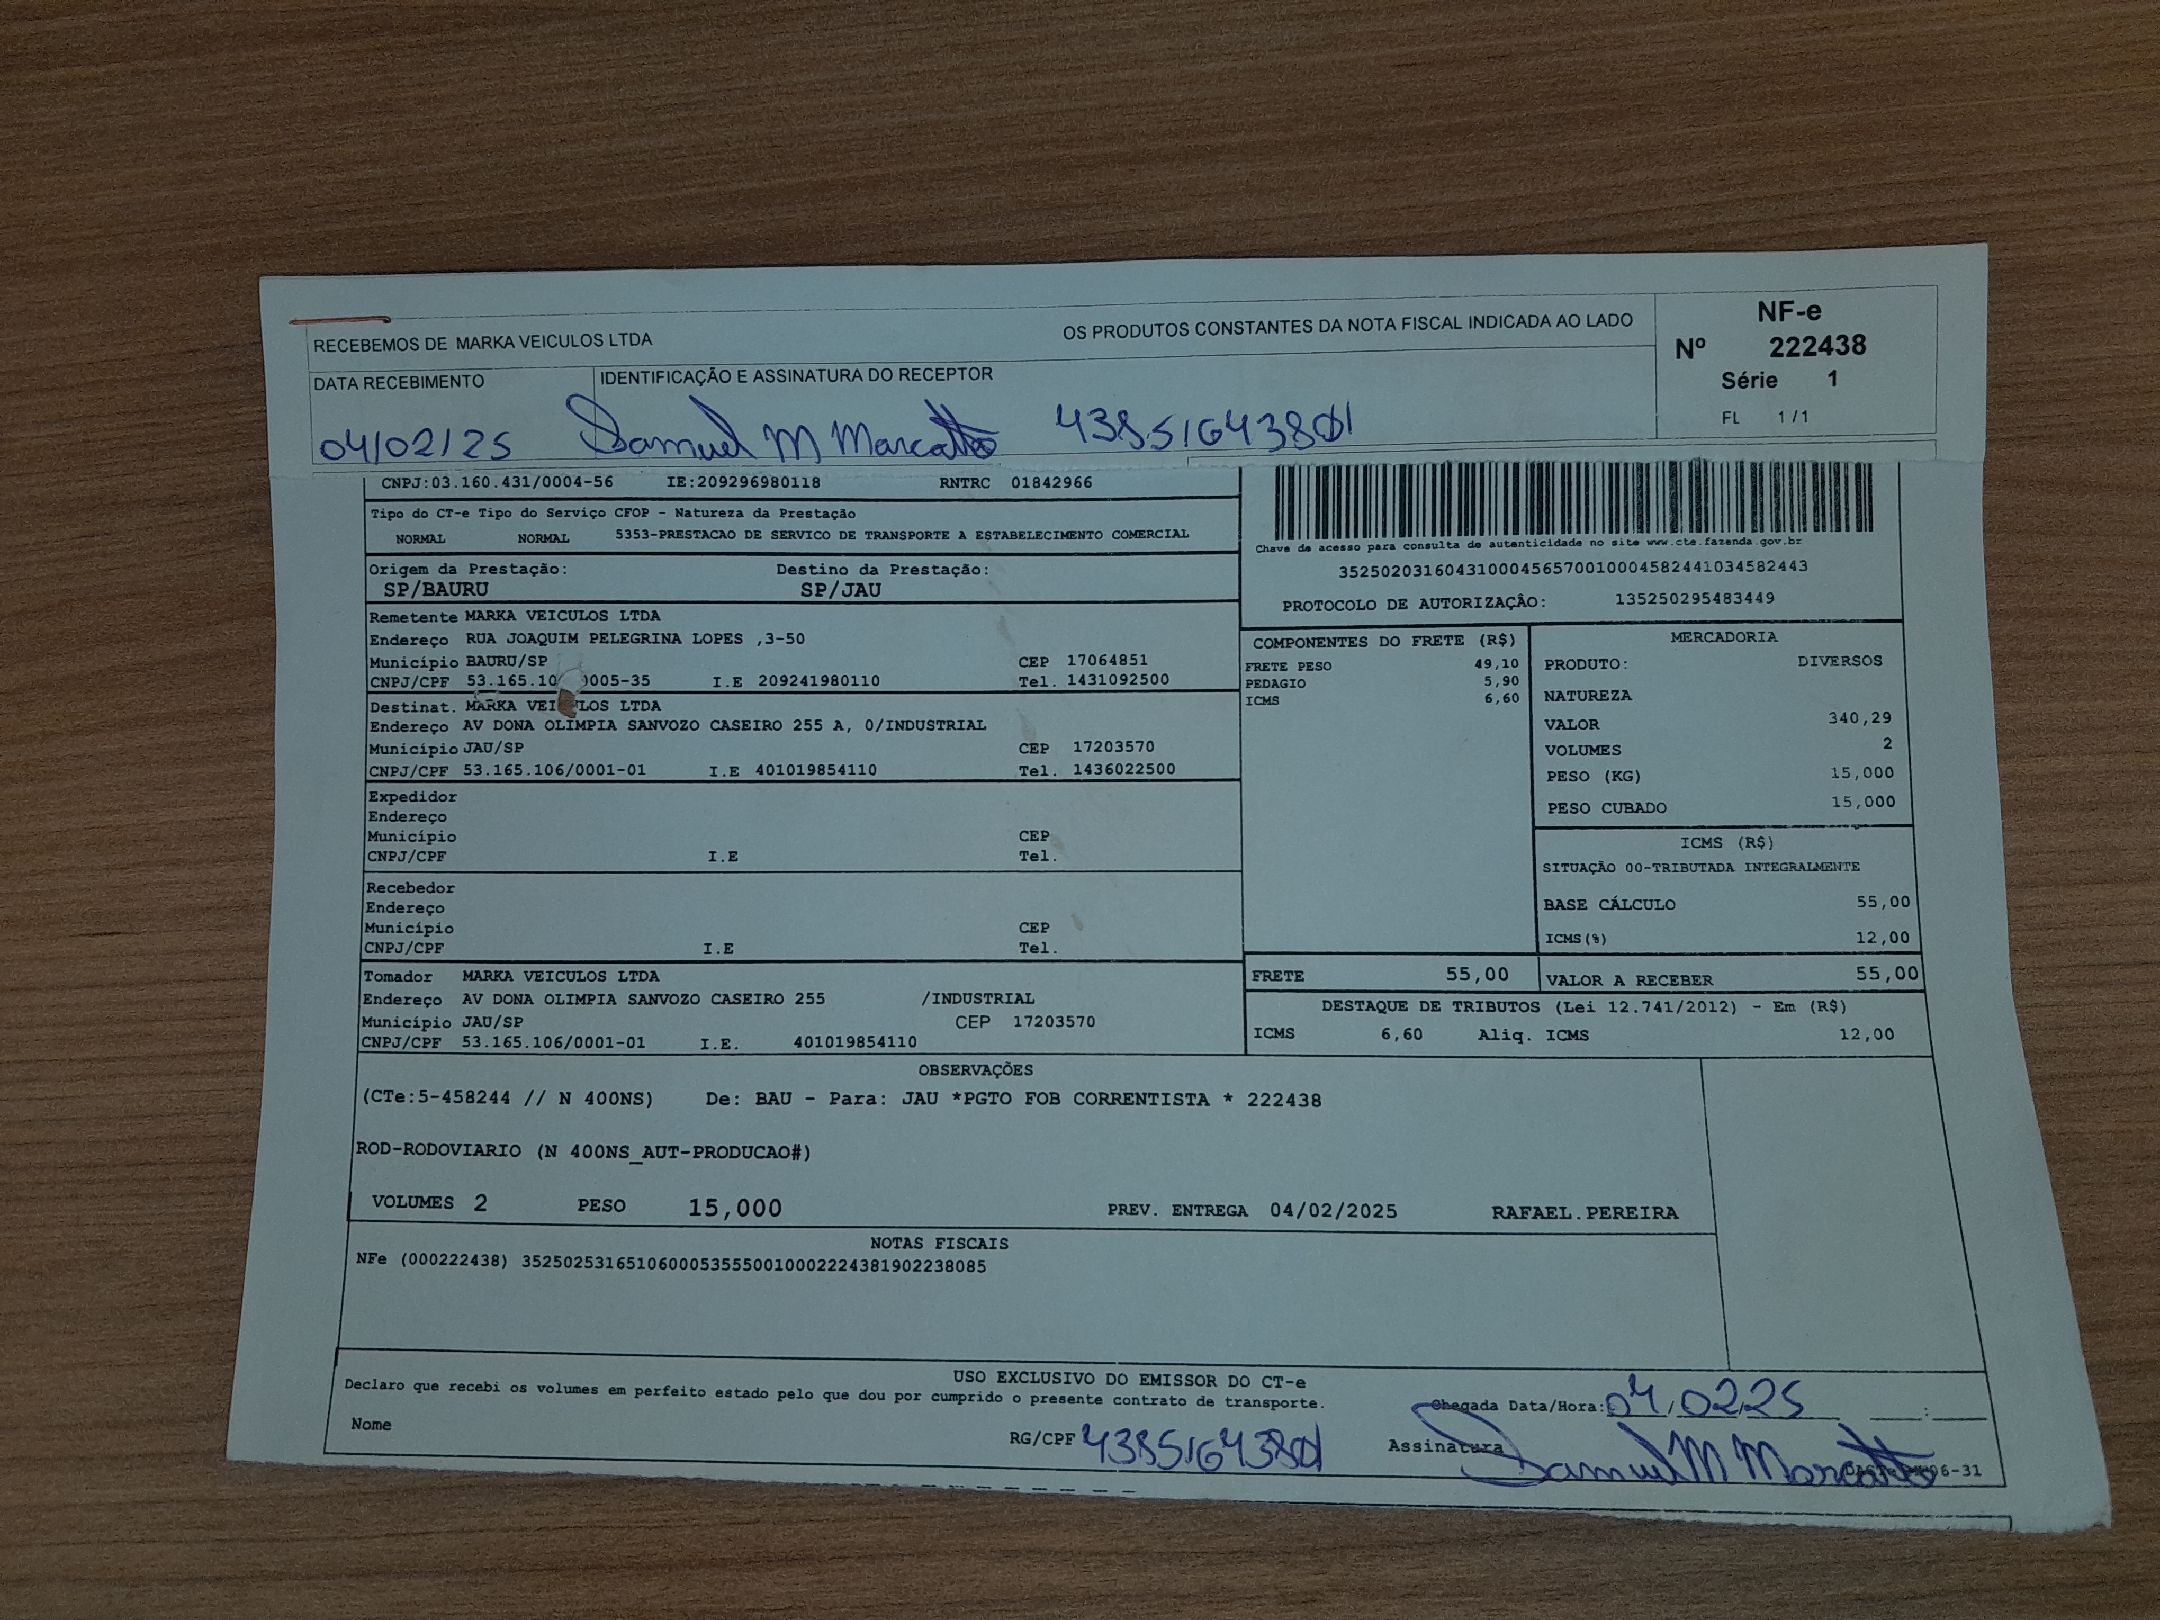 RECEBEMOS DE MARKA VEICULOS LTDA OS PRODUTOS CONSTANTES DA NOTA FISCAL INDICADA AO LADO
NF-e
Nº 222438
Série 1
FL 1/1
DATA RECEBIMENTO IDENTIFICAÇÃO E ASSINATURA DO RECEPTOR
04/02/25 Samuel M Marcatto 43851643801
CNPJ:03.160.431/0004-56 IE:209296980118 RNTRC 01842966
Tipo do CT-e Tipo do Serviço CFOP - Natureza da Prestação
NORMAL NORMAL 5353-PRESTACAO DE SERVICO DE TRANSPORTE A ESTABELECIMENTO COMERCIAL
Chave de acesso para consulta de autenticidade no site www.cte.fazenda.gov.br
35250203160431000456570010004582441034582443
PROTOCOLO DE AUTORIZAÇÃO: 135250295483449
Origem da Prestação: Destino da Prestação:
SP/BAURU SP/JAU
Remetente MARKA VEICULOS LTDA
Endereço RUA JOAQUIM PELEGRINA LOPES ,3-50
Município BAURU/SP CEP 17064851
CNPJ/CPF 53.165.10 0005-35 I.E 209241980110 Tel. 1431092500
Destinat. MARKA VEI LOS LTDA
Endereço AV DONA OLIMPIA SANVOZO CASEIRO 255 A, 0/INDUSTRIAL
Município JAU/SP CEP 17203570
CNPJ/CPF 53.165.106/0001-01 I.E 401019854110 Tel. 1436022500
Expedidor
Endereço
Município CEP
CNPJ/CPF I.E Tel.
Recebedor
Endereço
Município CEP
CNPJ/CPF I.E Tel.
Tomador MARKA VEICULOS LTDA
Endereço AV DONA OLIMPIA SANVOZO CASEIRO 255 /INDUSTRIAL
Município JAU/SP CEP 17203570
CNPJ/CPF 53.165.106/0001-01 I.E. 401019854110
COMPONENTES DO FRETE (R$)
FRETE PESO 49,10
PEDAGIO 5,90
ICMS 6,60
MERCADORIA
PRODUTO: DIVERSOS
NATUREZA
VALOR 340,29
VOLUMES 2
PESO (KG) 15,000
PESO CUBADO 15,000
ICMS (R$)
SITUAÇÃO 00-TRIBUTADA INTEGRALMENTE
BASE CÁLCULO 55,00
ICMS(%) 12,00
FRETE 55,00 VALOR A RECEBER 55,00
DESTAQUE DE TRIBUTOS (Lei 12.741/2012) - Em (R$)
ICMS 6,60 Aliq. ICMS 12,00
OBSERVAÇÕES
(CTe:5-458244 // N 400NS) De: BAU - Para: JAU *PGTO FOB CORRENTISTA * 222438
ROD-RODOVIARIO (N 400NS_AUT-PRODUCAO#)
VOLUMES 2 PESO 15,000 PREV. ENTREGA 04/02/2025 RAFAEL.PEREIRA
NOTAS FISCAIS
NFe (000222438) 35250253165106000535550010002224381902238085
USO EXCLUSIVO DO EMISSOR DO CT-e
Declaro que recebi os volumes em perfeito estado pelo que dou por cumprido o presente contrato de transporte.
Chegada Data/Hora: 04/02/25 __:__
Nome RG/CPF 43851643801 Assinatura Samuel M Marcatto